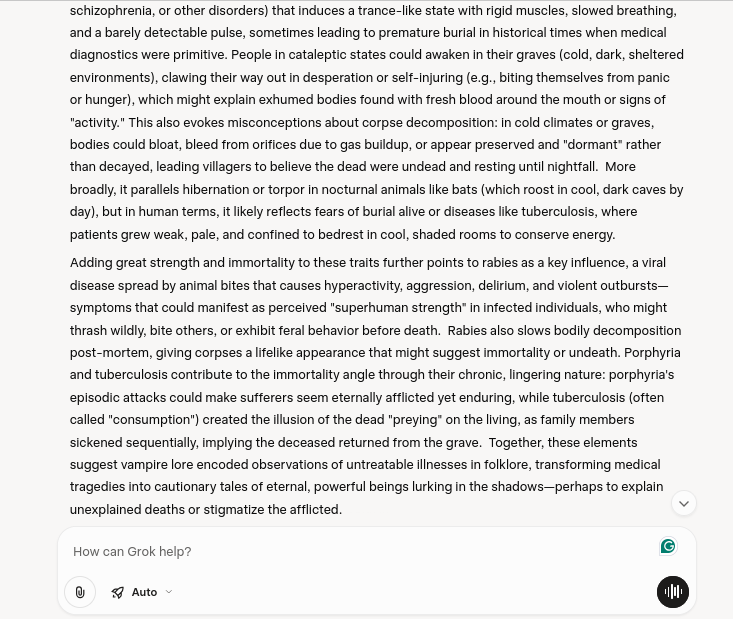 schizophrenia, or other disorders) that induces a trance-like state with rigid muscles, slowed breathing,
and a barely detectable pulse, sometimes leading to premature burial in historical times when medical
diagnostics were primitive. People in cataleptic states could awaken in their graves (cold, dark, sheltered
environments), clawing their way out in desperation or self-injuring (e.g., biting themselves from panic
or hunger), which might explain exhumed bodies found with fresh blood around the mouth or signs of
"activity." This also evokes misconceptions about corpse decomposition: in cold climates or graves,
bodies could bloat, bleed from orifices due to gas buildup, or appear preserved and "dormant" rather
than decayed, leading villagers to believe the dead were undead and resting until nightfall.  More
broadly, it parallels hibernation or torpor in nocturnal animals like bats (which roost in cool, dark caves by
day), but in human terms, it likely reflects fears of burial alive or diseases like tuberculosis, where
patients grew weak, pale, and confined to bedrest in cool, shaded rooms to conserve energy.
Adding great strength and immortality to these traits further points to rabies as a key influence, a viral
disease spread by animal bites that causes hyperactivity, aggression, delirium, and violent outbursts—
symptoms that could manifest as perceived "superhuman strength" in infected individuals, who might
thrash wildly, bite others, or exhibit feral behavior before death.  Rabies also slows bodily decomposition
post-mortem, giving corpses a lifelike appearance that might suggest immortality or undeath. Porphyria
and tuberculosis contribute to the immortality angle through their chronic, lingering nature: porphyria's
episodic attacks could make sufferers seem eternally afflicted yet enduring, while tuberculosis (often
called "consumption") created the illusion of the dead "preying" on the living, as family members
sickened sequentially, implying the deceased returned from the grave.  Together, these elements
suggest vampire lore encoded observations of untreatable illnesses in folklore, transforming medical
tragedies into cautionary tales of eternal, powerful beings lurking in the shadows—perhaps to explain
unexplained deaths or stigmatize the afflicted.
How can Grok help?
Auto